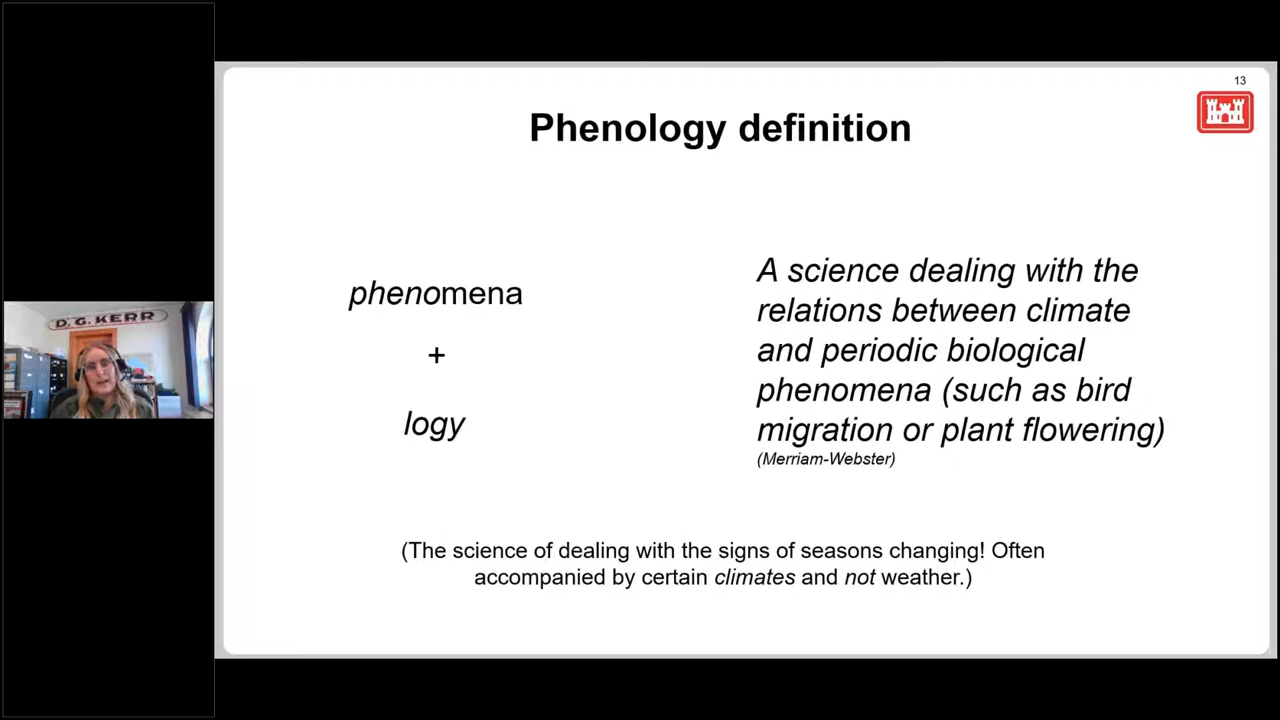 13
Phenology definition
D. G. KERR
phenomena
+
logy
A science dealing with the
relations between climate
and periodic biological
phenomena (such as bird
migration or plant flowering)
(Merriam-Webster)
(The science of dealing with the signs of seasons changing! Often
accompanied by certain climates and not weather.)